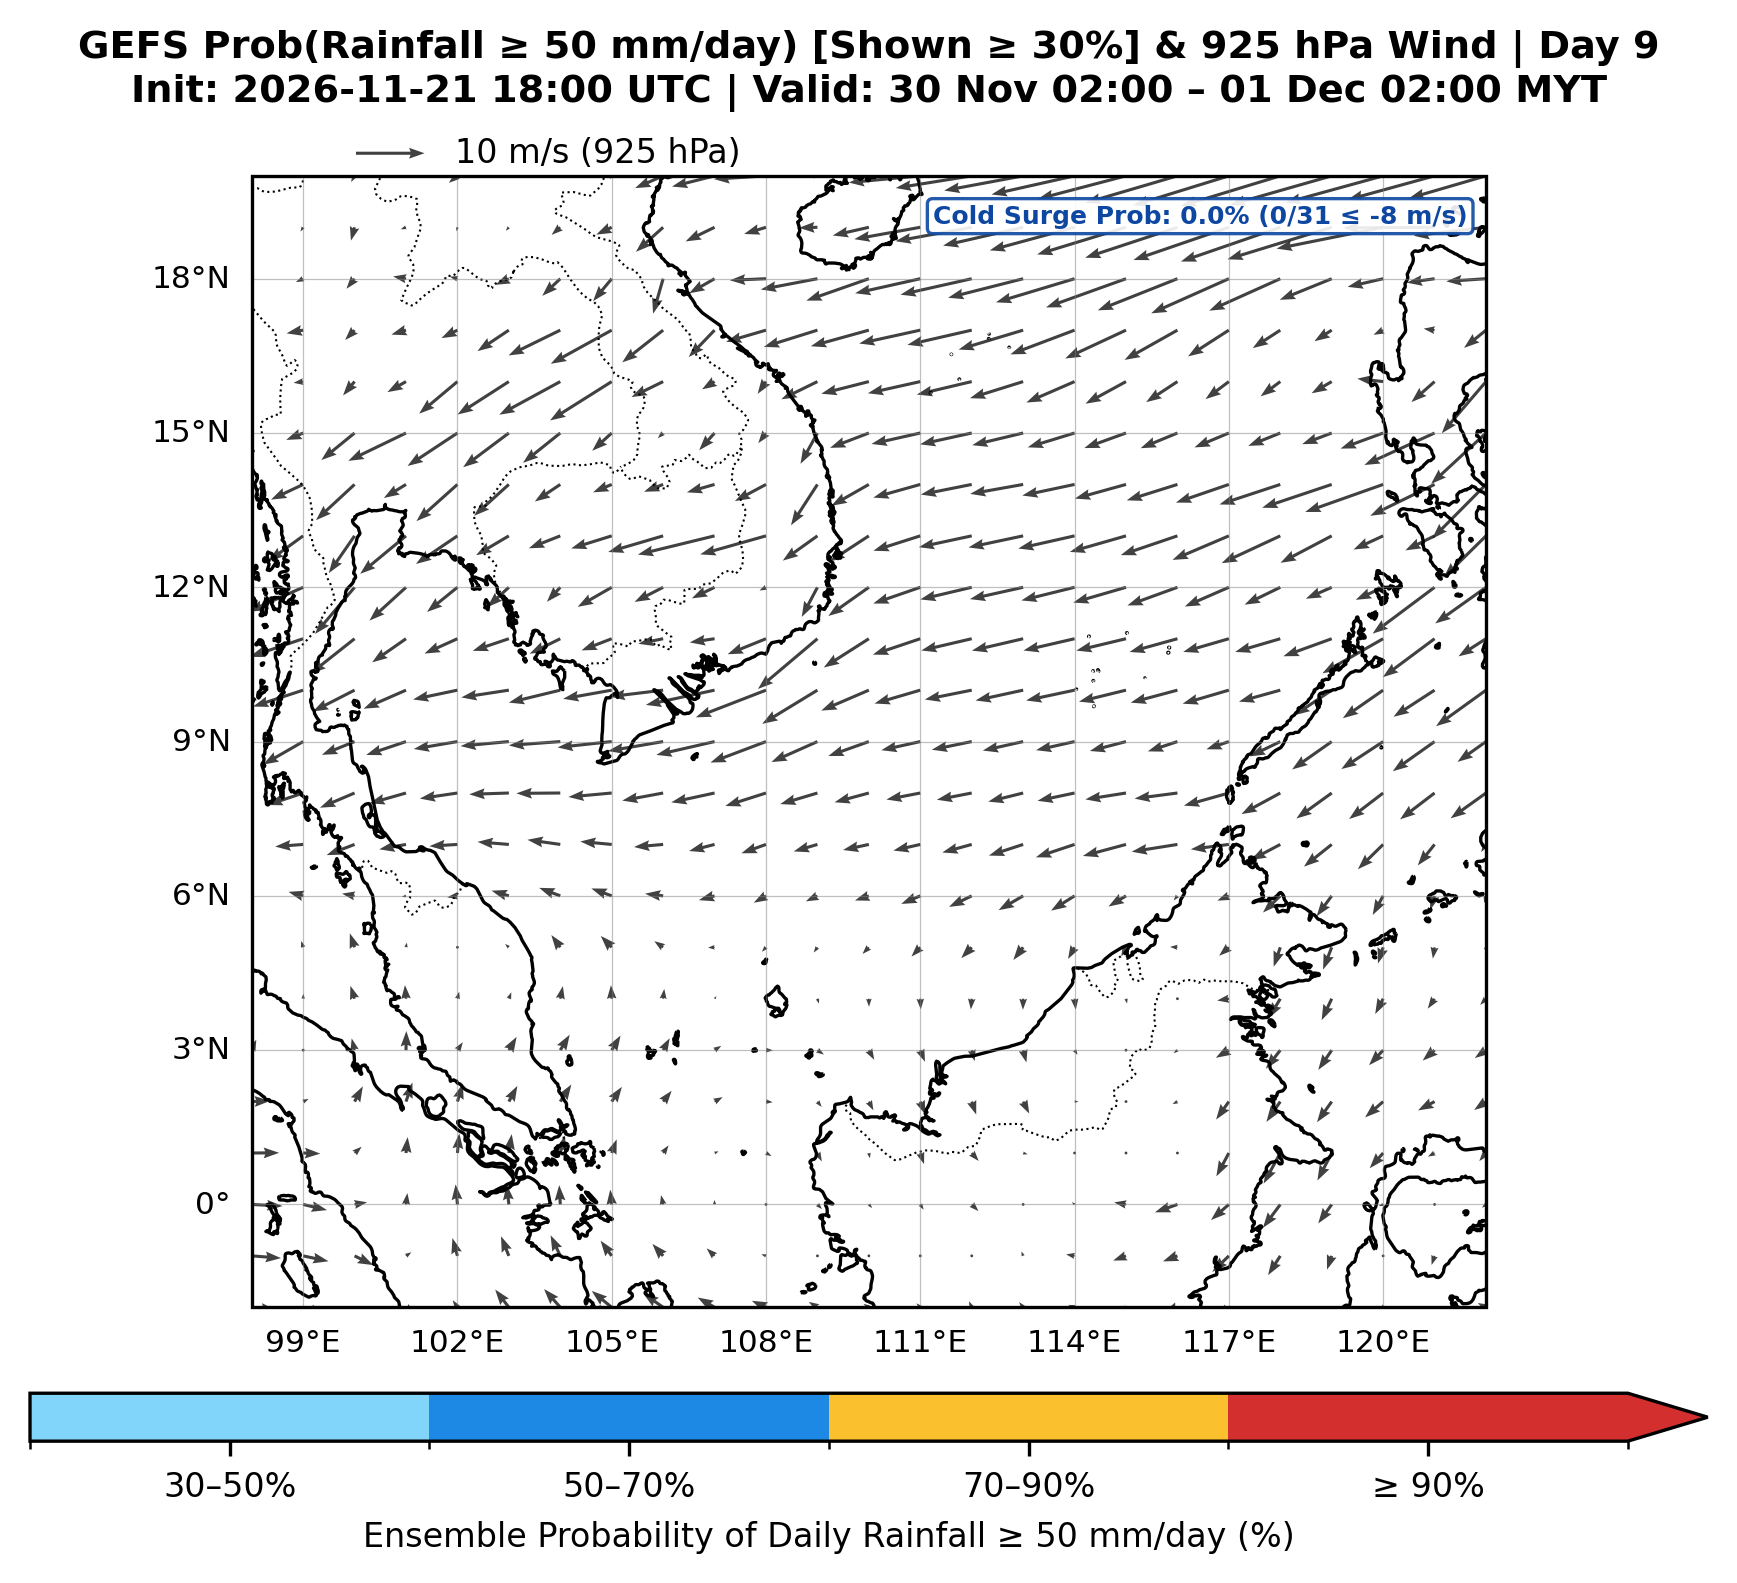 GEFS Prob(Rainfall ≥ 50 mm/day) [Shown ≥ 30%] & 925 hPa Wind | Day 9
Init: 2026-11-21 18:00 UTC | Valid: 30 Nov 02:00 – 01 Dec 02:00 MYT
10 m/s (925 hPa)
Cold Surge Prob: 0.0% (0/31 ≤ -8 m/s)
18°N
15°N
12°N
9°N
6°N
3°N
0°
99°E 102°E 105°E 108°E 111°E 114°E 117°E 120°E
30–50% 50–70% 70–90% ≥ 90%
Ensemble Probability of Daily Rainfall ≥ 50 mm/day (%)